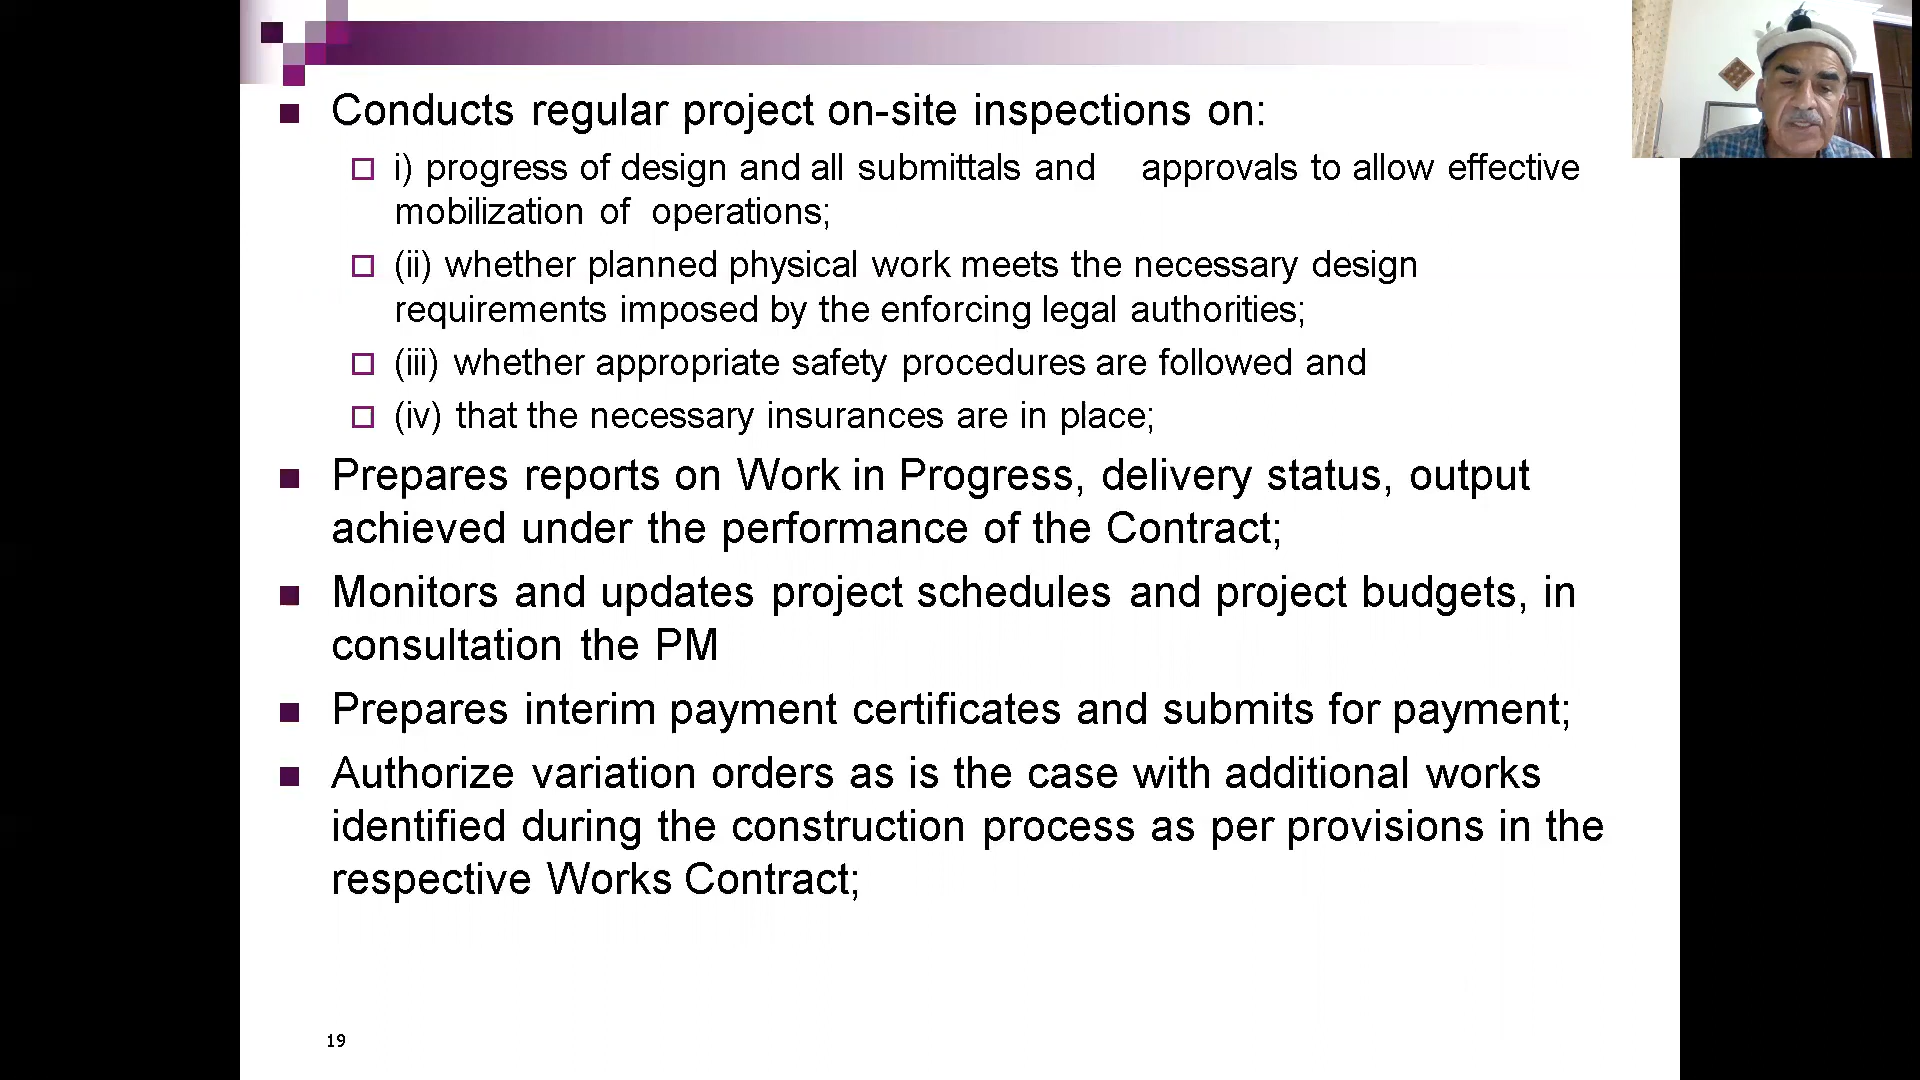 Conducts regular project on-site inspections on:
i) progress of design and all submittals and approvals to allow effective
mobilization of operations;
(ii) whether planned physical work meets the necessary design
requirements imposed by the enforcing legal authorities;
(iii) whether appropriate safety procedures are followed and
(iv) that the necessary insurances are in place;
Prepares reports on Work in Progress, delivery status, output
achieved under the performance of the Contract;
Monitors and updates project schedules and project budgets, in
consultation the PM
Prepares interim payment certificates and submits for payment;
Authorize variation orders as is the case with additional works
identified during the construction process as per provisions in the
respective Works Contract;
19